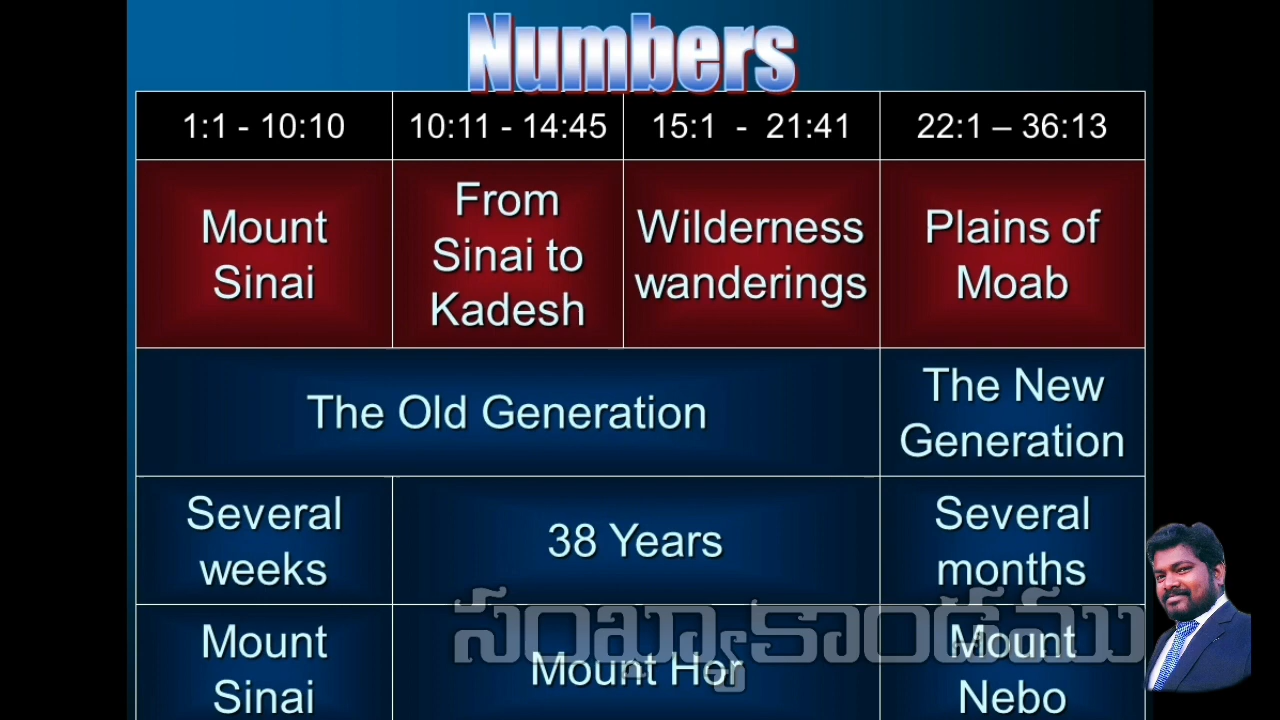 Numbers
1:1 - 10:10
10:11 - 14:45
15:1 - 21:41
22:1 – 36:13
Mount
Sinai
From
Sinai to
Kadesh
Wilderness
wanderings
Plains of
Moab
The Old Generation
The New
Generation
Several
weeks
38 Years
Several
months
Mount
Sinai
Mount Hor
Mount
Nebo
సంఖ్యాకాండము